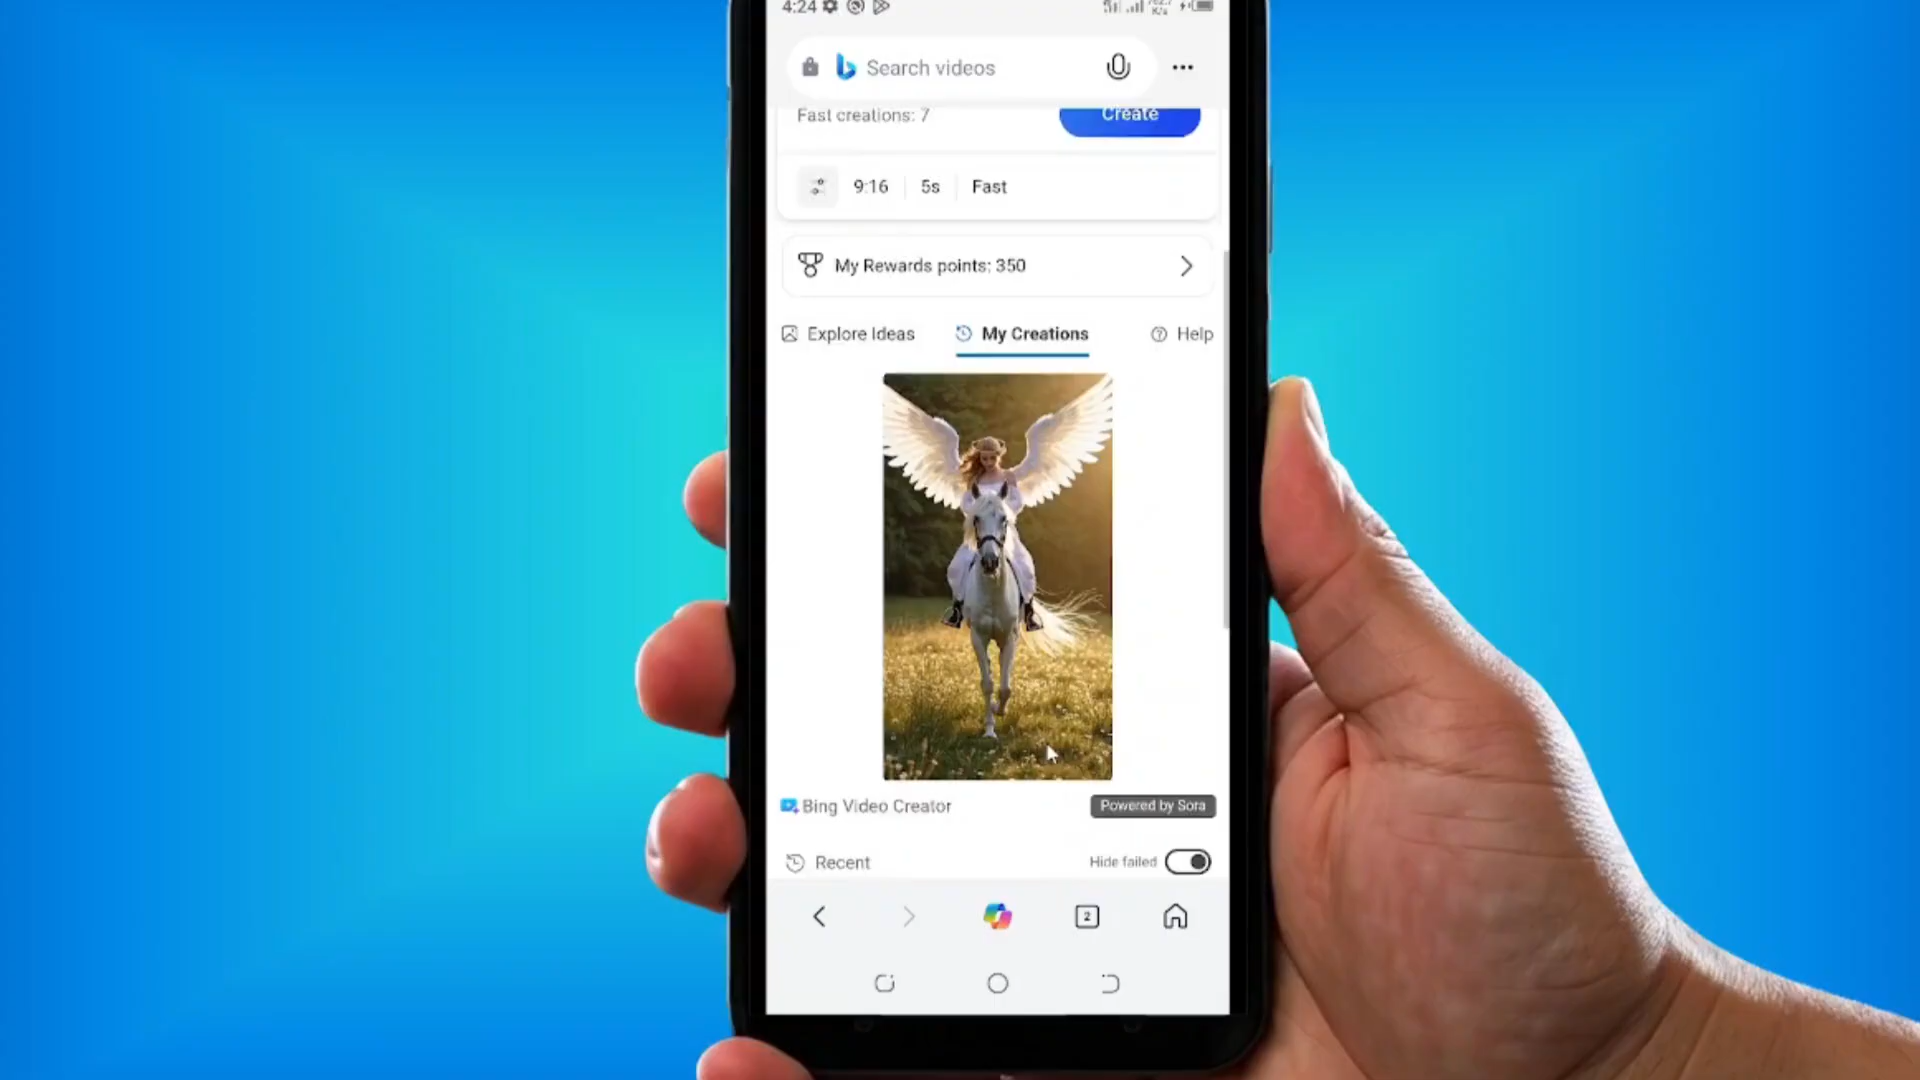 4:24
Search videos
Fast creations: 7
Create
9:16 5s Fast
My Rewards points: 350
Explore Ideas My Creations Help
Bing Video Creator Powered by Sora
Recent Hide failed
2